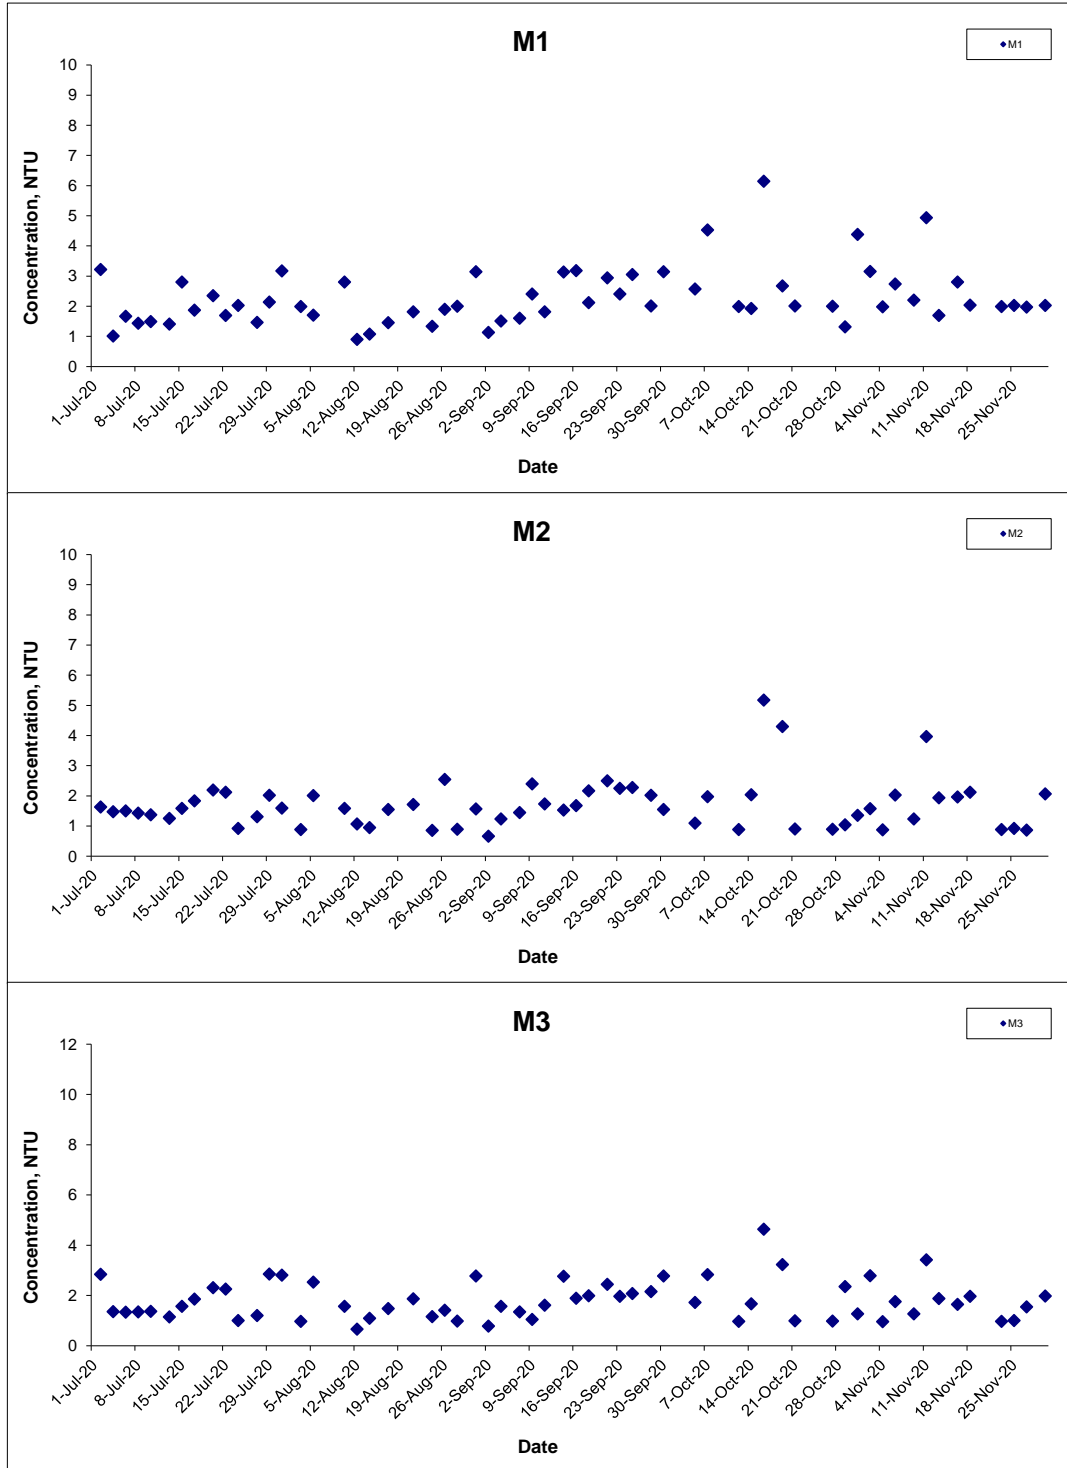 M1
M1
10
9
8
7
6
5
4
3
2
1
0
Concentration, NTU
1-Jul-20
8-Jul-20
15-Jul-20
22-Jul-20
29-Jul-20
5-Aug-20
12-Aug-20
19-Aug-20
26-Aug-20
2-Sep-20
9-Sep-20
16-Sep-20
23-Sep-20
30-Sep-20
7-Oct-20
14-Oct-20
21-Oct-20
28-Oct-20
4-Nov-20
11-Nov-20
18-Nov-20
25-Nov-20
Date
M2
M2
10
9
8
7
6
5
4
3
2
1
0
Concentration, NTU
1-Jul-20
8-Jul-20
15-Jul-20
22-Jul-20
29-Jul-20
5-Aug-20
12-Aug-20
19-Aug-20
26-Aug-20
2-Sep-20
9-Sep-20
16-Sep-20
23-Sep-20
30-Sep-20
7-Oct-20
14-Oct-20
21-Oct-20
28-Oct-20
4-Nov-20
11-Nov-20
18-Nov-20
25-Nov-20
Date
M3
M3
12
10
8
6
4
2
0
Concentration, NTU
1-Jul-20
8-Jul-20
15-Jul-20
22-Jul-20
29-Jul-20
5-Aug-20
12-Aug-20
19-Aug-20
26-Aug-20
2-Sep-20
9-Sep-20
16-Sep-20
23-Sep-20
30-Sep-20
7-Oct-20
14-Oct-20
21-Oct-20
28-Oct-20
4-Nov-20
11-Nov-20
18-Nov-20
25-Nov-20
Date